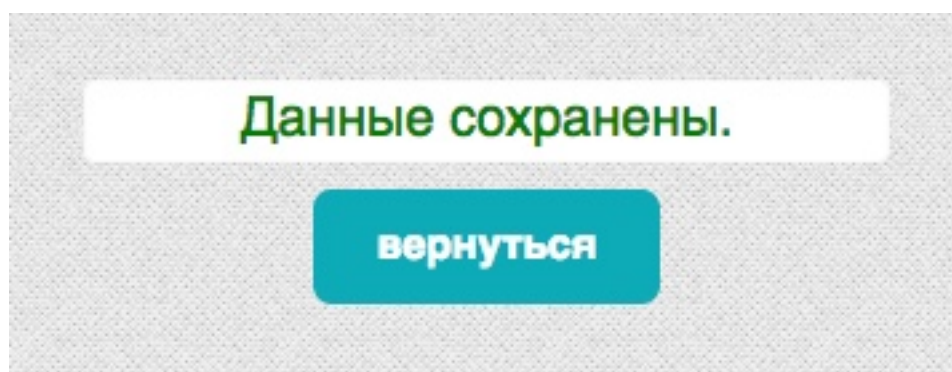 Данные сохранены.
вернуться